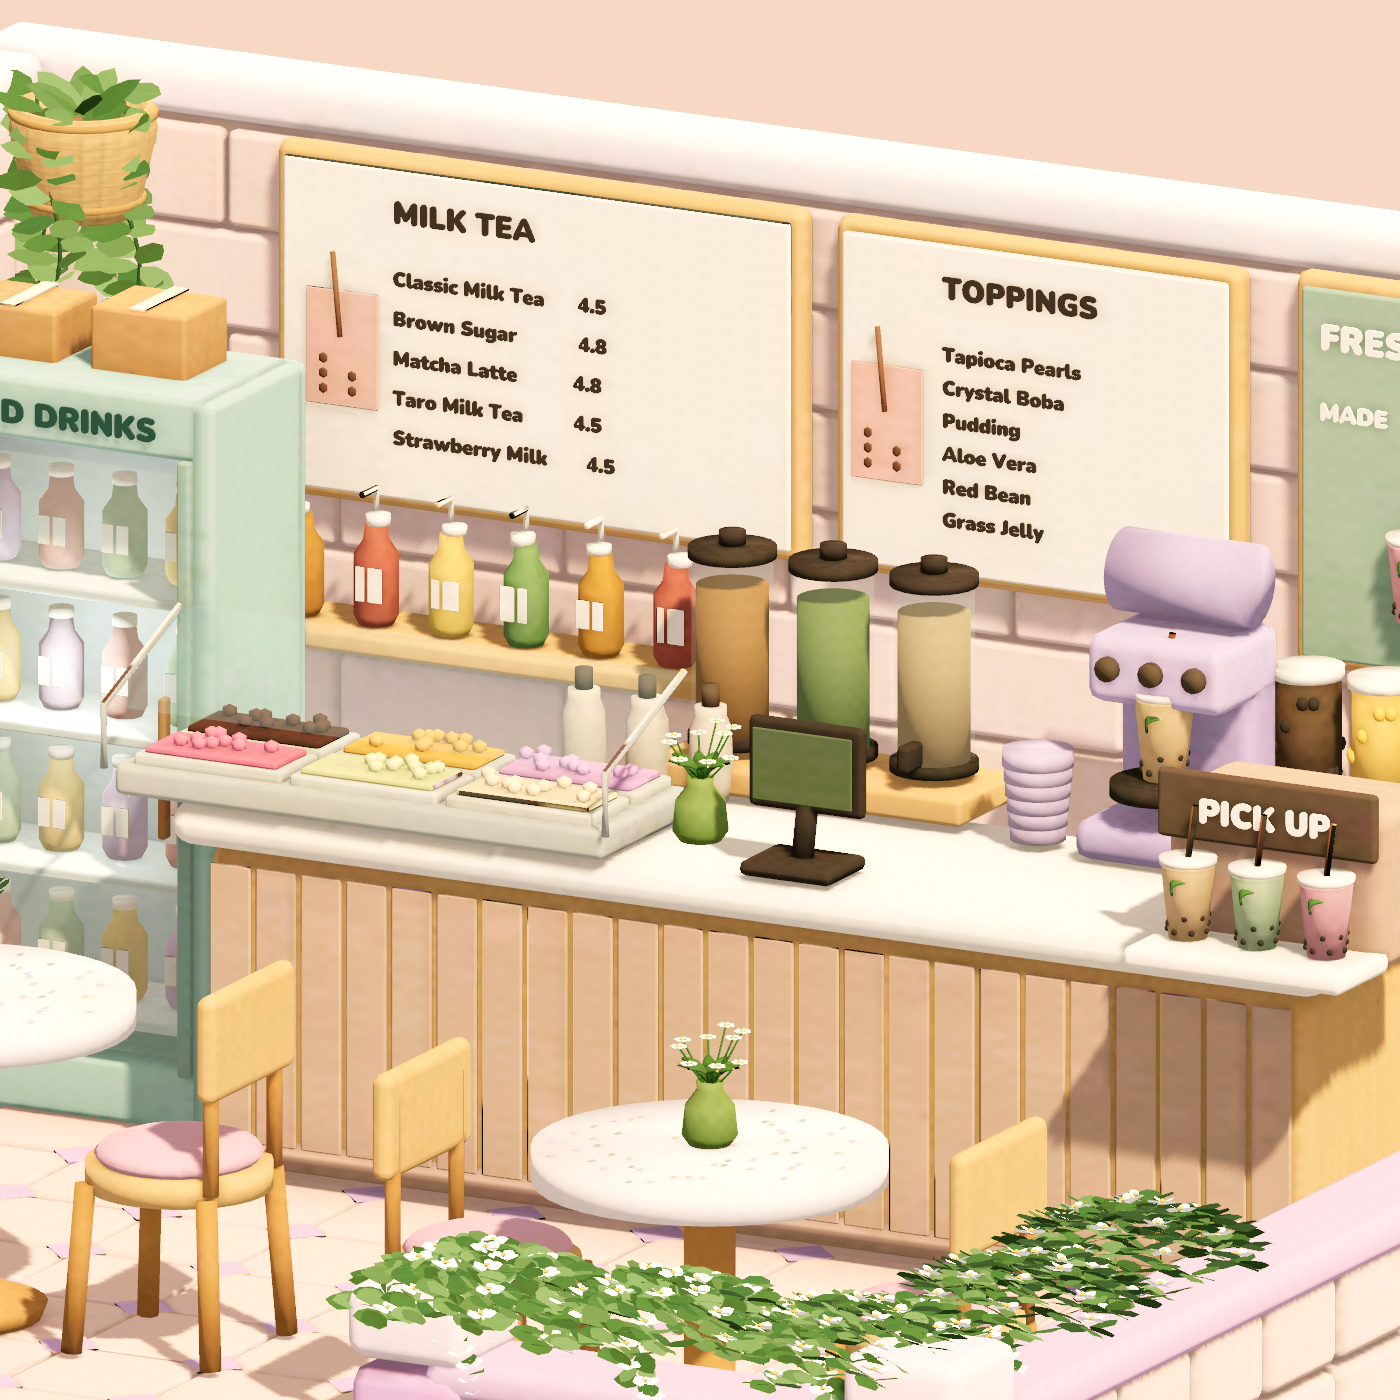 MILK TEA
Classic Milk Tea 4.5
Brown Sugar 4.8
Matcha Latte 4.8
Taro Milk Tea 4.5
Strawberry Milk 4.5
TOPPINGS
Tapioca Pearls
Crystal Boba
Pudding
Aloe Vera
Red Bean
Grass Jelly
FRES
MADE
D DRINKS
PICK UP